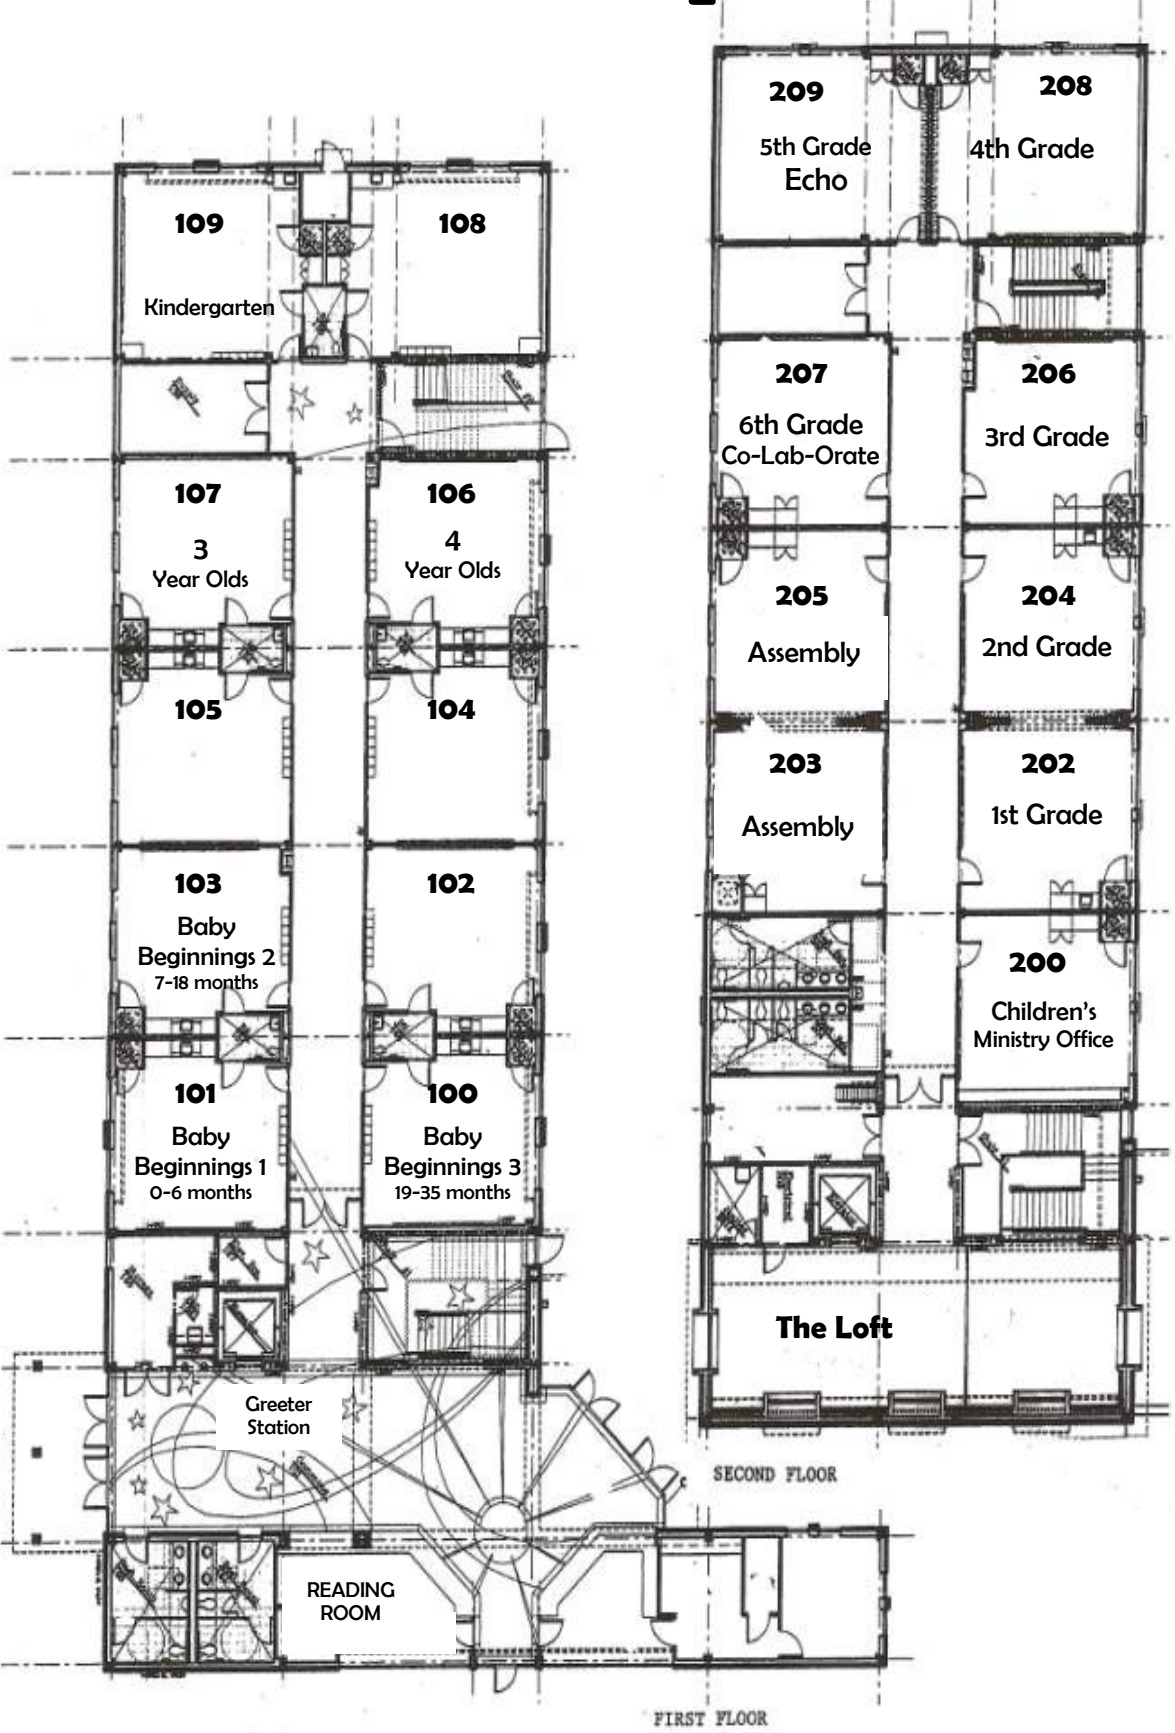 109
108
Kindergarten
107
3
Year Olds
106
4
Year Olds
105
104
103
Baby
Beginnings 2
7-18 months
102
101
Baby
Beginnings 1
0-6 months
100
Baby
Beginnings 3
19-35 months
Greeter
Station
READING
ROOM
FIRST FLOOR
209
5th Grade
Echo
208
4th Grade
207
6th Grade
Co-Lab-Orate
206
3rd Grade
205
Assembly
204
2nd Grade
203
Assembly
202
1st Grade
200
Children's
Ministry Office
The Loft
SECOND FLOOR